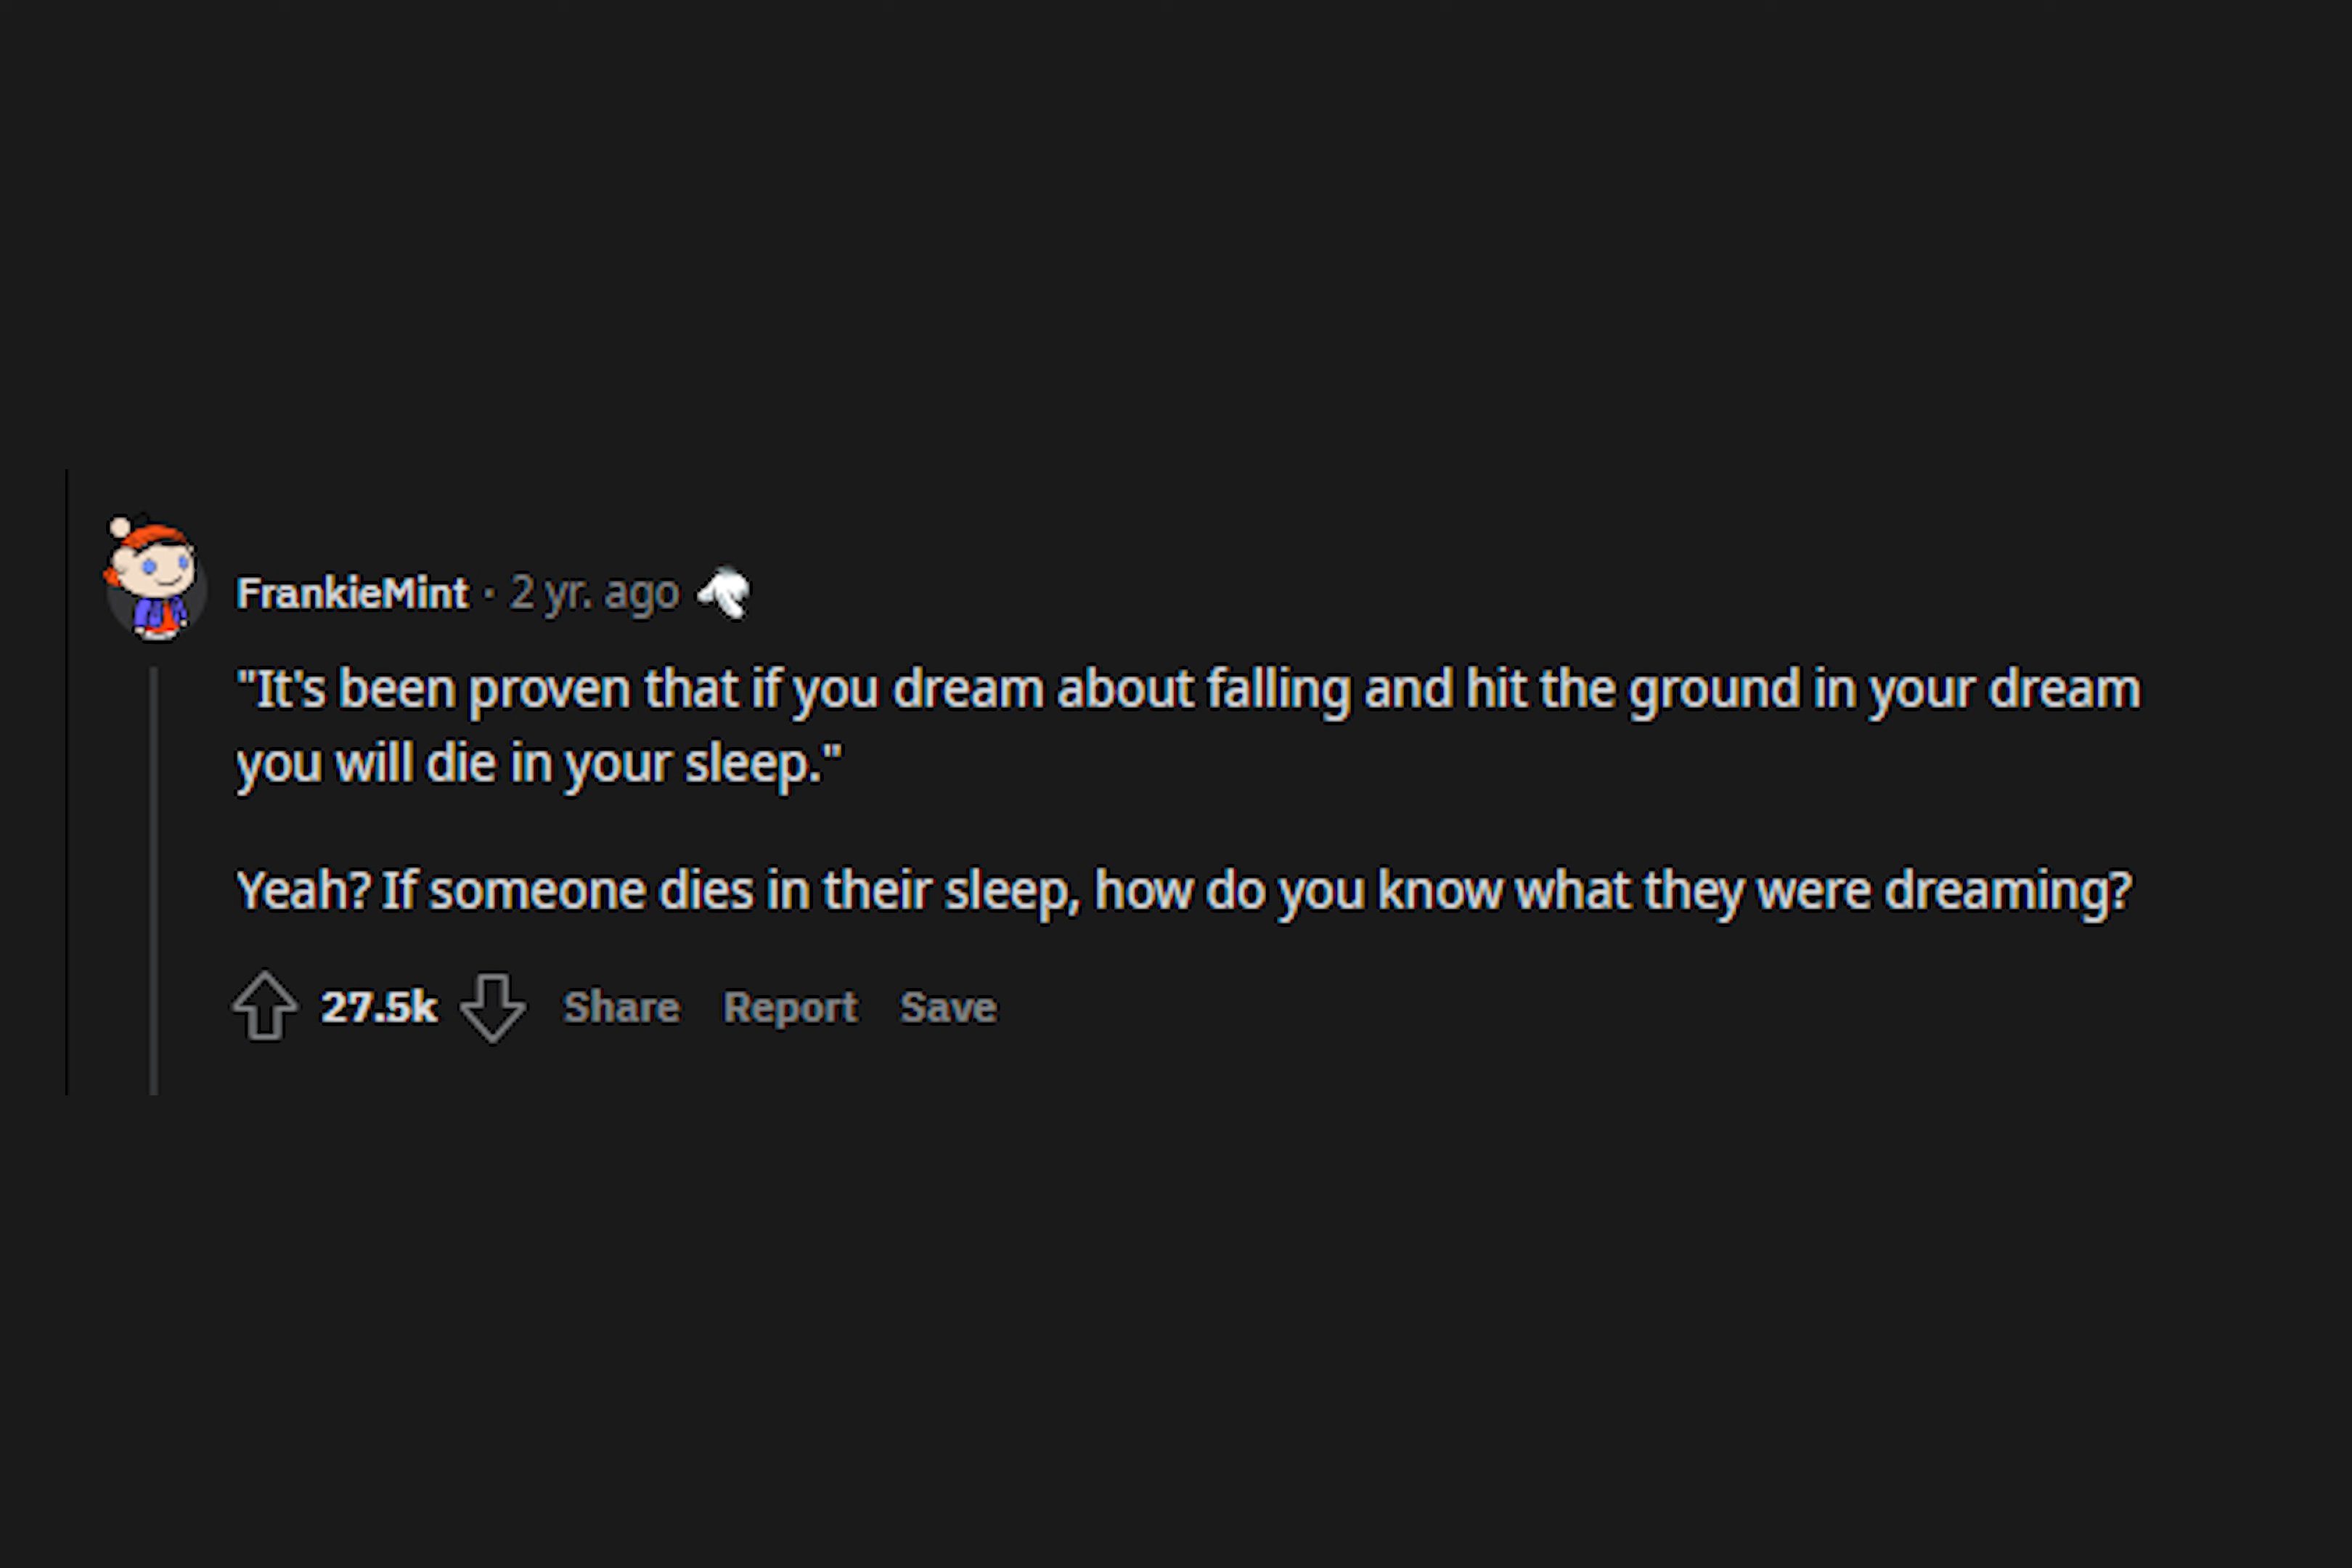 FrankieMint · 2 yr. ago
"It's been proven that if you dream about falling and hit the ground in your dream
you will die in your sleep."
Yeah? If someone dies in their sleep, how do you know what they were dreaming?
27.5k Share Report Save